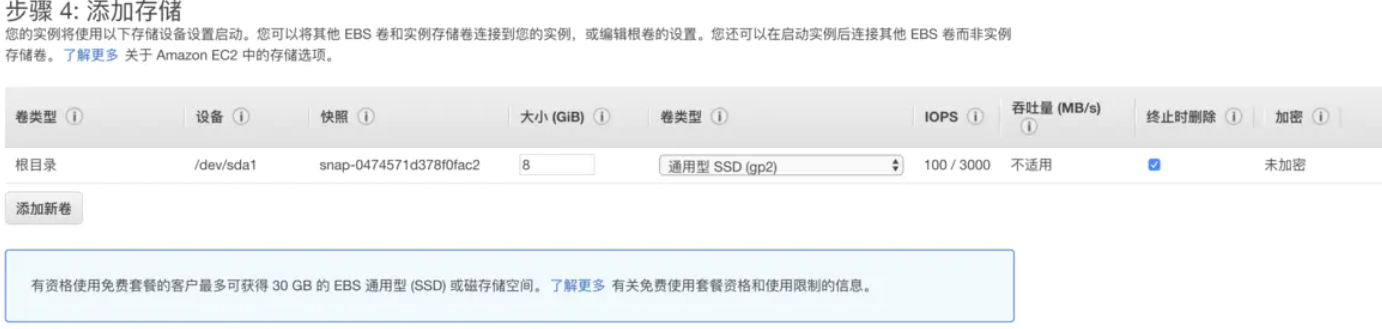 步骤 4: 添加存储
您的实例将使用以下存储设备设置启动。您可以将其他 EBS 卷和实例存储卷连接到您的实例，或编辑根卷的设置。您还可以在启动实例后连接其他 EBS 卷而非实例
存储卷。了解更多 关于 Amazon EC2 中的存储选项。
卷类型 设备 快照 大小 (GiB) 卷类型 IOPS 吞吐量 (MB/s) 终止时删除 加密
根目录 /dev/sda1 snap-0474571d378f0fac2 8 通用型 SSD (gp2) 100 / 3000 不适用 未加密
添加新卷
有资格使用免费套餐的客户最多可获得 30 GB 的 EBS 通用型 (SSD) 或磁存储空间。了解更多 有关免费使用套餐资格和使用限制的信息。